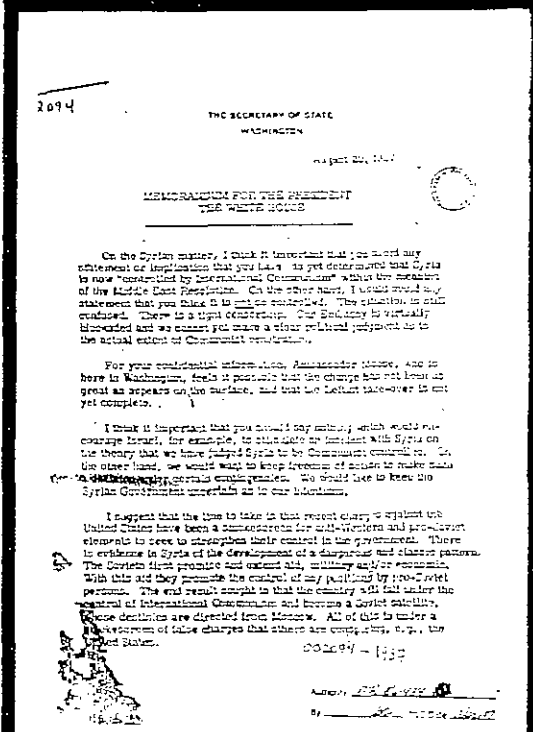 2094
THE SECRETARY OF STATE
WASHINGTON
August
MEMORANDUM FOR THE PRESIDENT
THE WHITE HOUSE
On the Syrian matter, I think it important that you avoid any
statement or implication that you have as yet determined that Syria
is now "controlled by International Communism" within the meaning
of the Middle East Resolution. On the other hand, I would avoid any
statement that you think it is not so controlled. The situation is still
confused. There is a tight censorship. Our Embassy is virtually
blockaded and we cannot yet make a clear political judgment as to
the actual extent of Communist penetration.
For your confidential information, Ambassador Moose, who is
here in Washington, feels it possible that the change has not been as
great as appears on the surface, and that the Leftist take-over is not
yet complete.
I think it important that you should say nothing which would en-
courage Israel, for example, to stimulate an incident with Syria on
the theory that we have judged Syria to be Communist controlled. On
the other hand, we would want to keep freedom of action to make such
certain contingencies. We would like to keep the
Syrian Government uncertain as to our intentions.
I suggest that the line to take is that recent charges against the
United States have been a smokescreen for anti-Western and pro-Soviet
elements to seek to strengthen their control in the government. There
is evidence in Syria of the development of a dangerous and classic pattern.
The Soviets first promise and extend aid, military and/or economic.
With this aid they promote the control of key positions by pro-Soviet
persons. The end result sought is that the country will fall under the
control of International Communism and become a Soviet satellite,
whose destinies are directed from Moscow. All of this is under a
smokescreen of false charges that others are conspiring, e.g., the
United States.
By